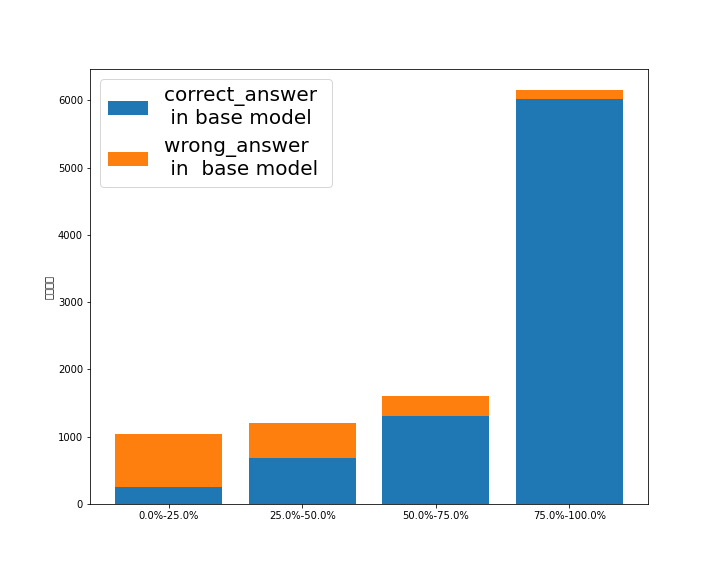 correct_answer
in base model
wrong_answer
in  base model
6000
5000
4000
3000
2000
1000
0
0.0%-25.0%
25.0%-50.0%
50.0%-75.0%
75.0%-100.0%